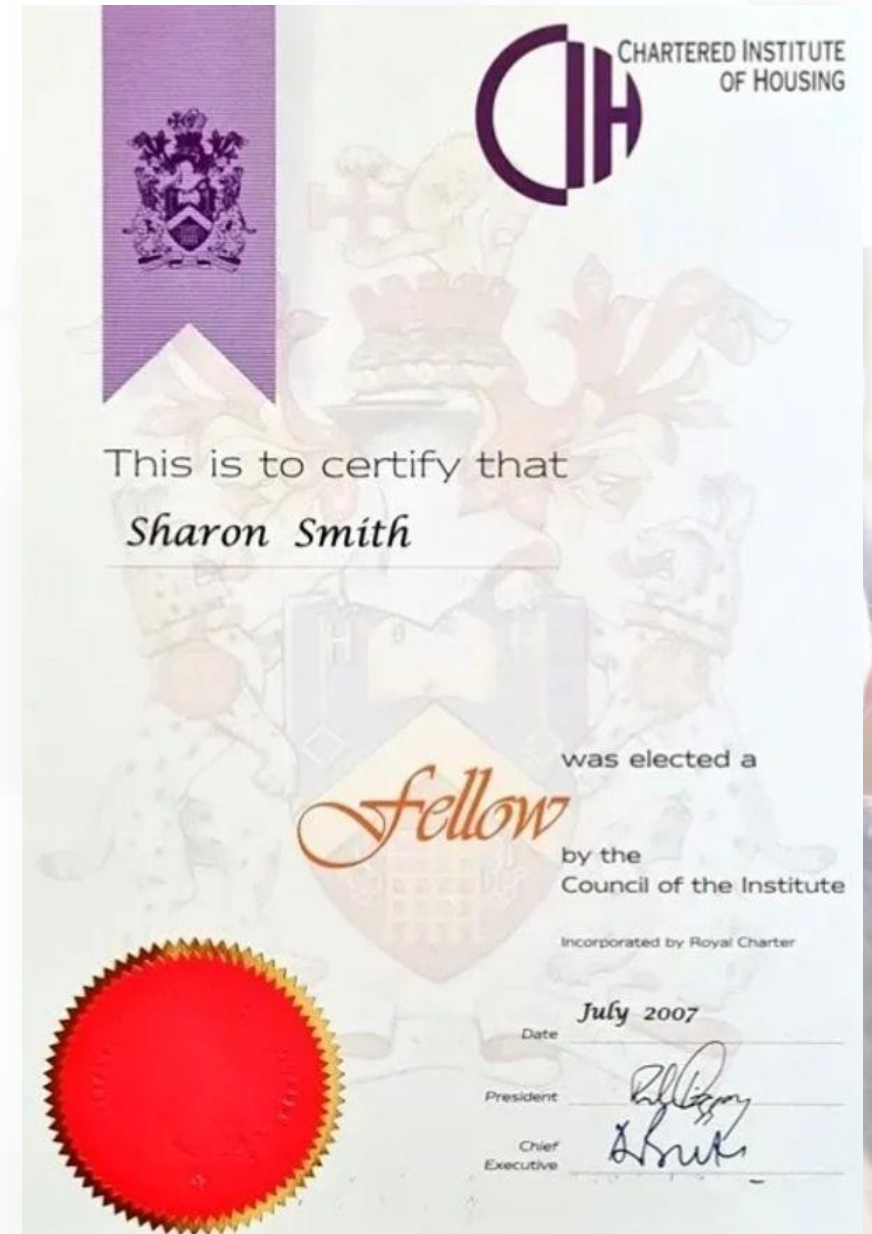 CHARTERED INSTITUTE
OF HOUSING
CIH
This is to certify that
Sharon Smith
was elected a
Fellow
by the
Council of the Institute
Incorporated by Royal Charter
Date July 2007
President
Chief
Executive